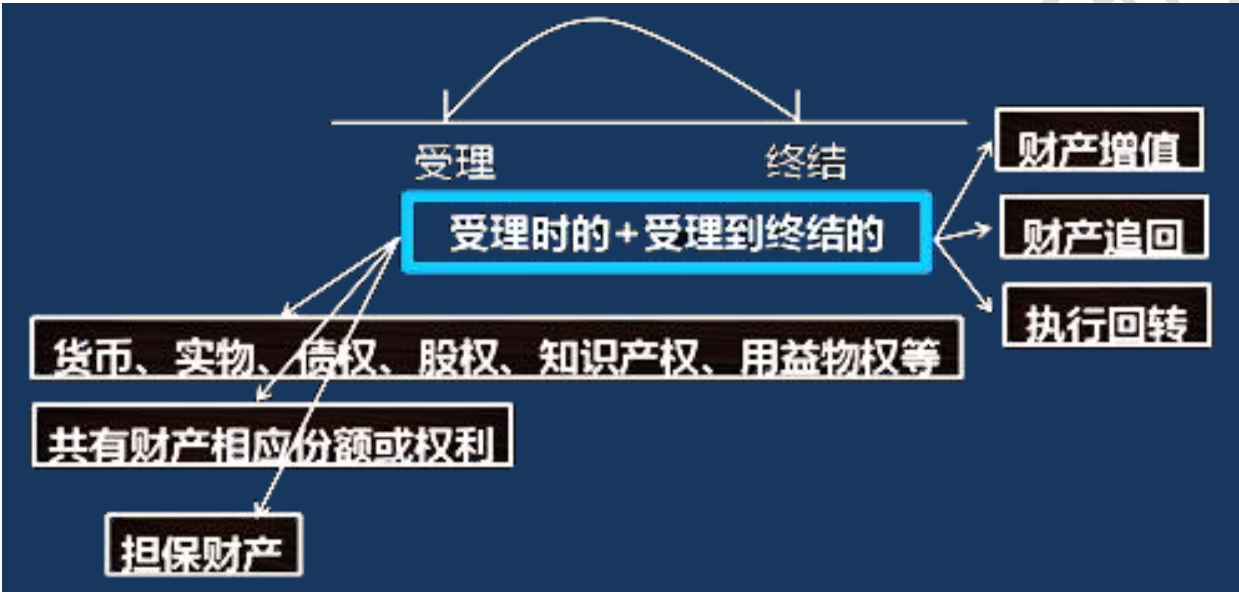 受理
终结
受理时的+受理到终结的
财产增值
财产追回
执行回转
货币、实物、债权、股权、知识产权、用益物权等
共有财产相应份额或权利
担保财产